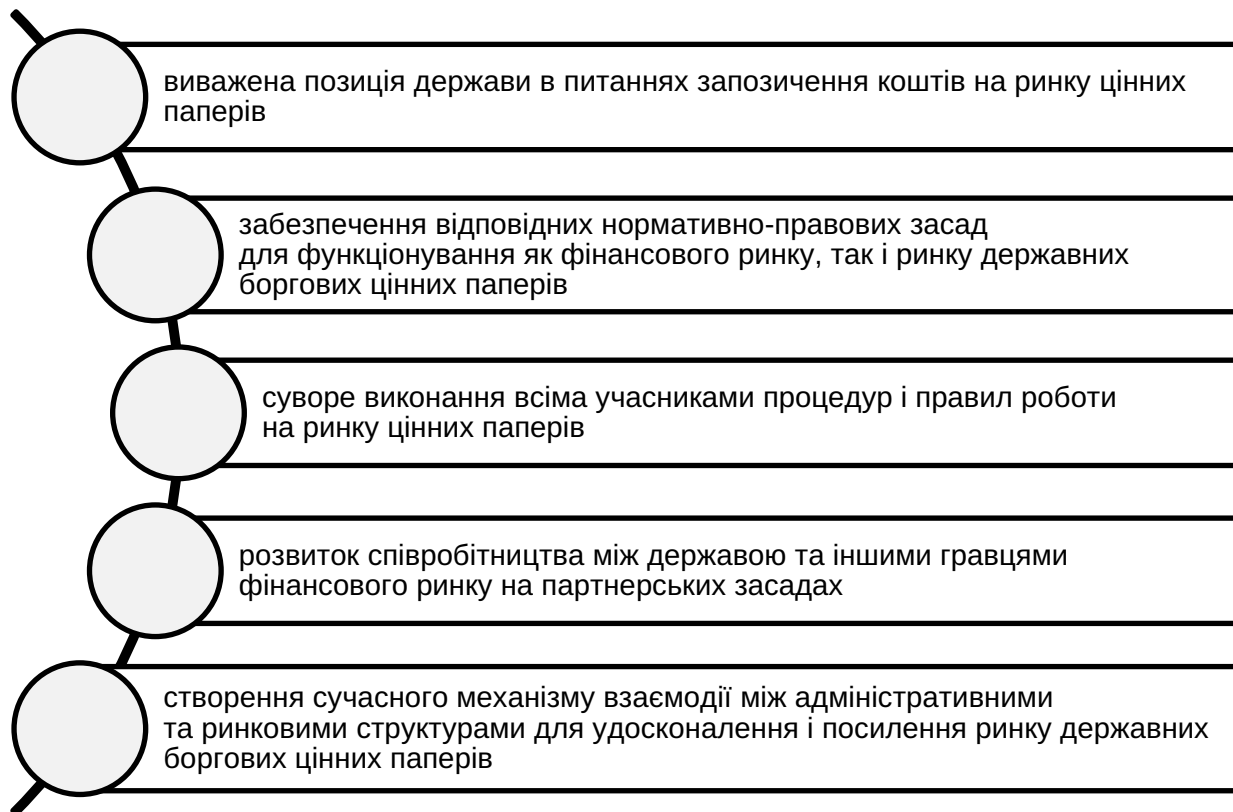 виважена позиція держави в питаннях запозичення коштів на ринку цінних
паперів
забезпечення відповідних нормативно-правових засад
для функціонування як фінансового ринку, так і ринку державних
боргових цінних паперів
суворе виконання всіма учасниками процедур і правил роботи
на ринку цінних паперів
розвиток співробітництва між державою та іншими гравцями
фінансового ринку на партнерських засадах
створення сучасного механізму взаємодії між адміністративними
та ринковими структурами для удосконалення і посилення ринку державних
боргових цінних паперів